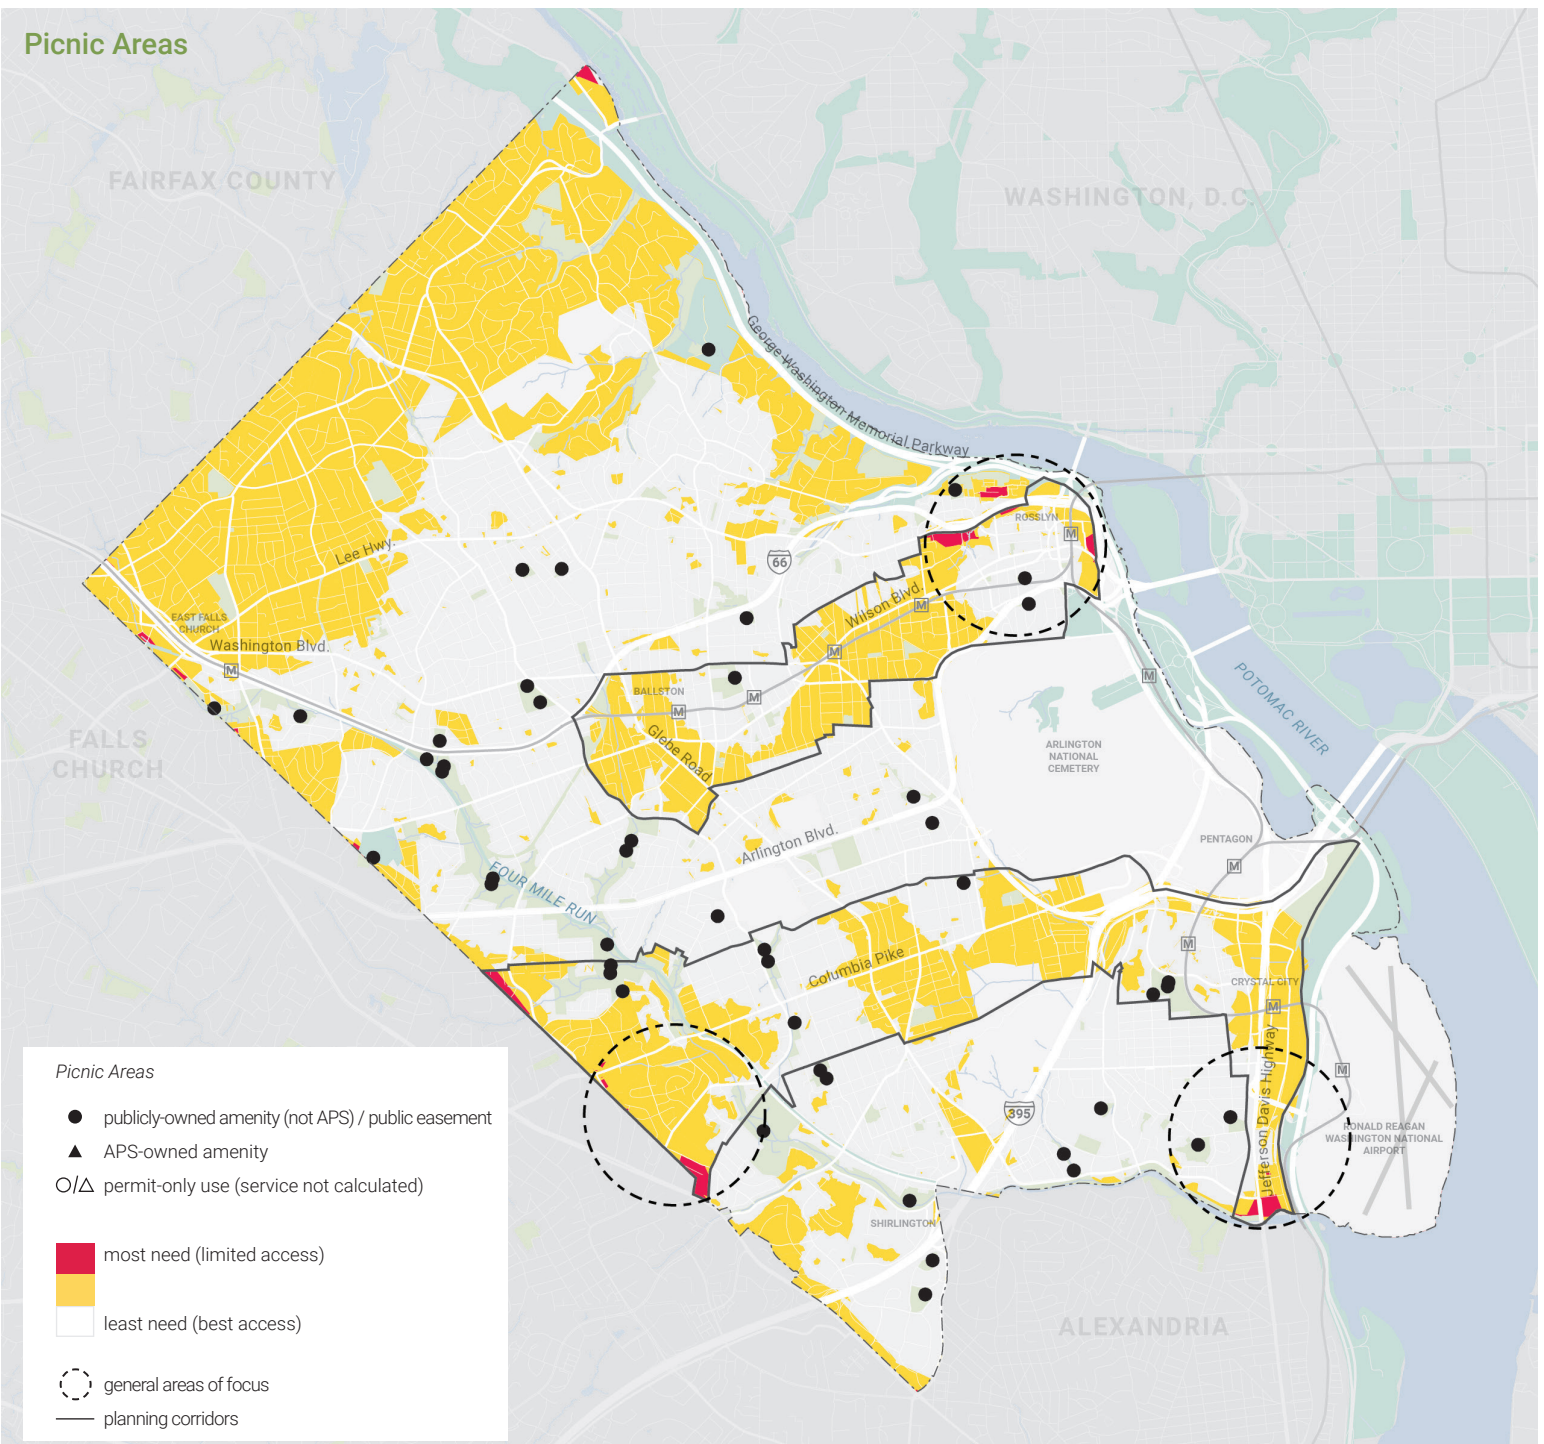 Picnic Areas
FAIRFAX COUNTY
WASHINGTON, D.C.
George Washington Memorial Parkway
ROSSLYN
M
Lee Hwy.
66
Wilson Blvd.
M
EAST FALLS
CHURCH
Washington Blvd.
M
M
BALLSTON
M
M
M
Glebe Road
POTOMAC RIVER
FALLS
CHURCH
ARLINGTON
NATIONAL
CEMETERY
Arlington Blvd.
PENTAGON
M
FOUR MILE RUN
Columbia Pike
M
CRYSTAL CITY
M
Jefferson Davis Highway
M
395
RONALD REAGAN
WASHINGTON NATIONAL
AIRPORT
SHIRLINGTON
ALEXANDRIA
Picnic Areas
publicly-owned amenity (not APS) / public easement
APS-owned amenity
/ permit-only use (service not calculated)
most need (limited access)
least need (best access)
general areas of focus
planning corridors